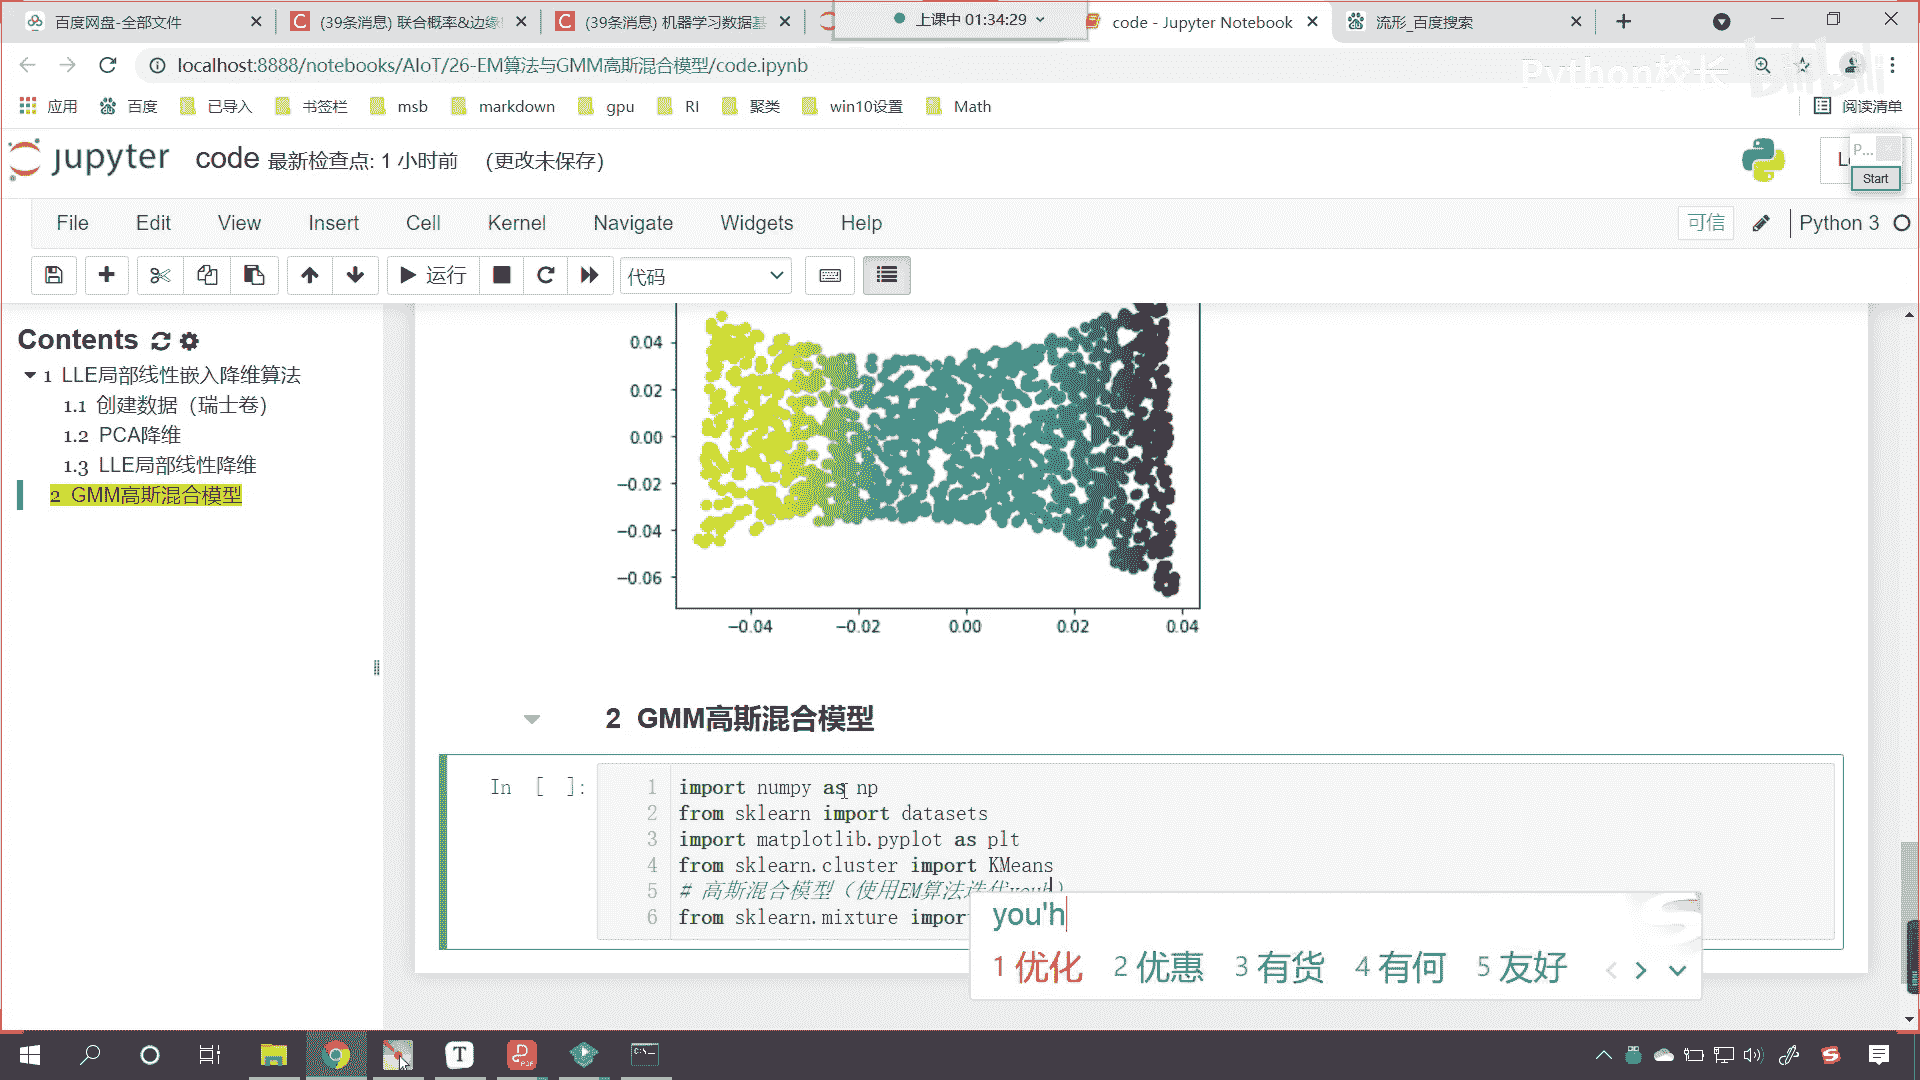 百度网盘-全部文件
(39条消息) 联合概率&边缘
(39条消息) 机器学习数据基
上课中 01:34:29
code - Jupyter Notebook
流形_百度搜索
localhost:8888/notebooks/AIoT/26-EM算法与GMM高斯混合模型/code.ipynb
Python校长
bilibili
应用
百度
已导入
书签栏
msb
markdown
gpu
RI
聚类
win10设置
Math
阅读清单
jupyter
code 最新检查点: 1 小时前 (更改未保存)
P...
Start
File
Edit
View
Insert
Cell
Kernel
Navigate
Widgets
Help
可信
Python 3
运行
代码
Contents
1 LLE局部线性嵌入降维算法
1.1 创建数据（瑞士卷）
1.2 PCA降维
1.3 LLE局部线性降维
2 GMM高斯混合模型
0.04
0.02
0.00
−0.02
−0.04
−0.06
−0.04
−0.02
0.00
0.02
0.04
2 GMM高斯混合模型
In [ ]:
1 import numpy as np
2 from sklearn import datasets
3 import matplotlib.pyplot as plt
4 from sklearn.cluster import KMeans
5 # 高斯混合模型（使用EM算法迭代youh）
6 from sklearn.mixture impor
you'h
1 优化 2 优惠 3 有货 4 有何 5 友好